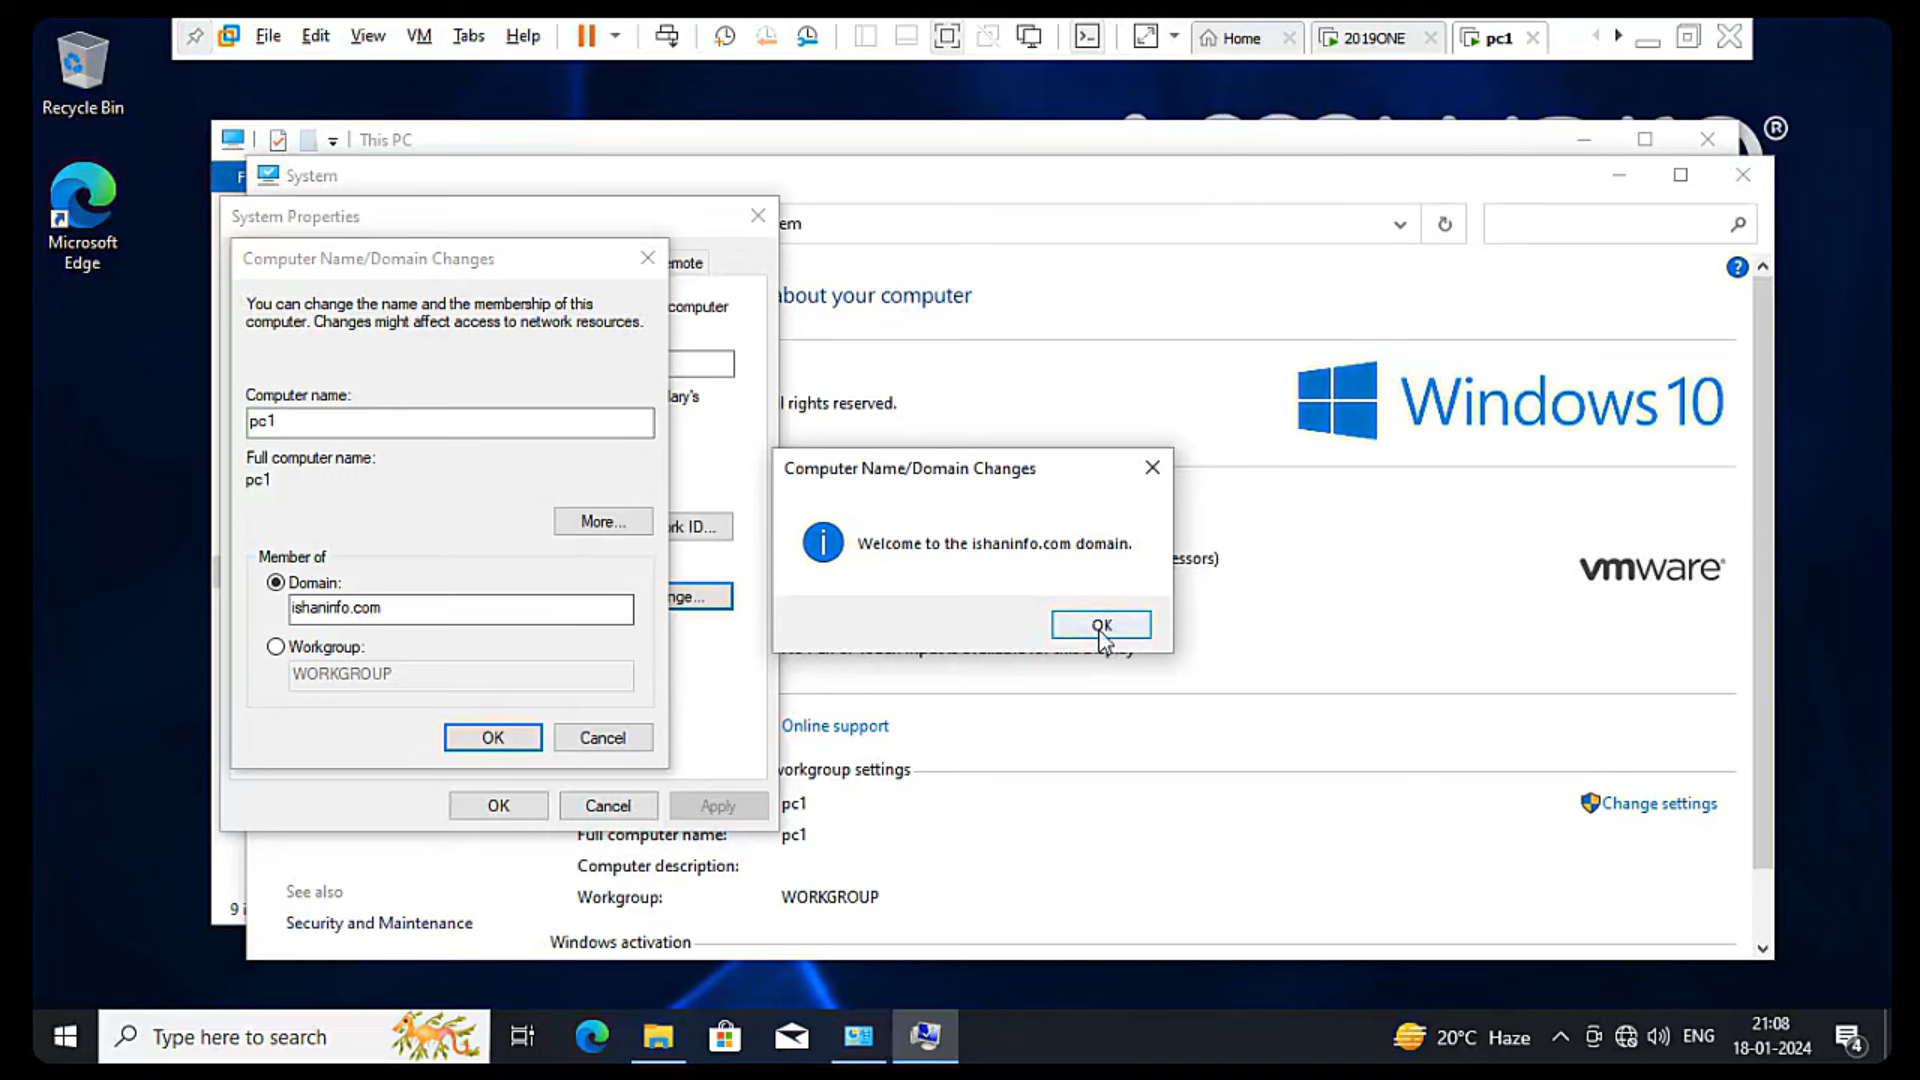 File Edit View VM Tabs Help
Home
2019ONE
pc1
Recycle Bin
Microsoft Edge
This PC
®
F
System
System Properties
em
Computer Name/Domain Changes
emote
about your computer
You can change the name and the membership of this
computer. Changes might affect access to network resources.
computer
Computer name:
pc1
ary's
l rights reserved.
Windows 10
Full computer name:
pc1
More...
rk ID...
Computer Name/Domain Changes
Welcome to the ishaninfo.com domain.
OK
essors)
vmware
Member of
Domain:
ishaninfo.com
nge...
Workgroup:
WORKGROUP
OK
Cancel
Online support
orkgroup settings
OK
Cancel
Apply
pc1
Change settings
Full computer name:
pc1
Computer description:
See also
Workgroup:
WORKGROUP
9 i
Security and Maintenance
Windows activation
Type here to search
20°C Haze
ENG
21:08
18-01-2024
4